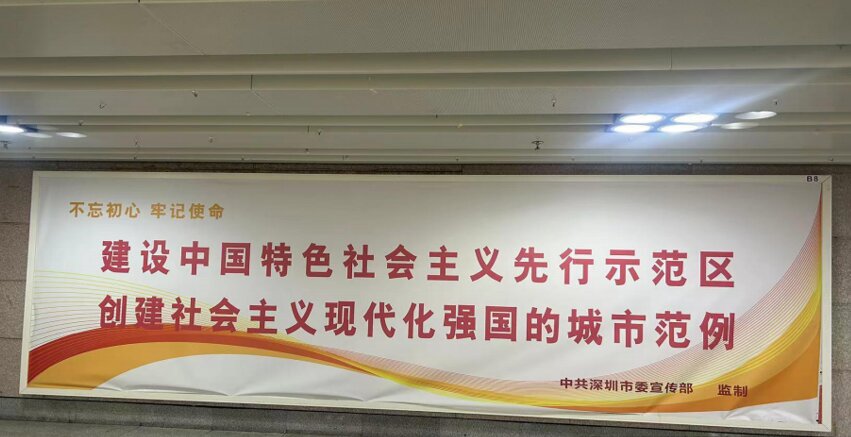 B8
不忘初心 牢记使命
建设中国特色社会主义先行示范区
创建社会主义现代化强国的城市范例
中共深圳市委宣传部 监制